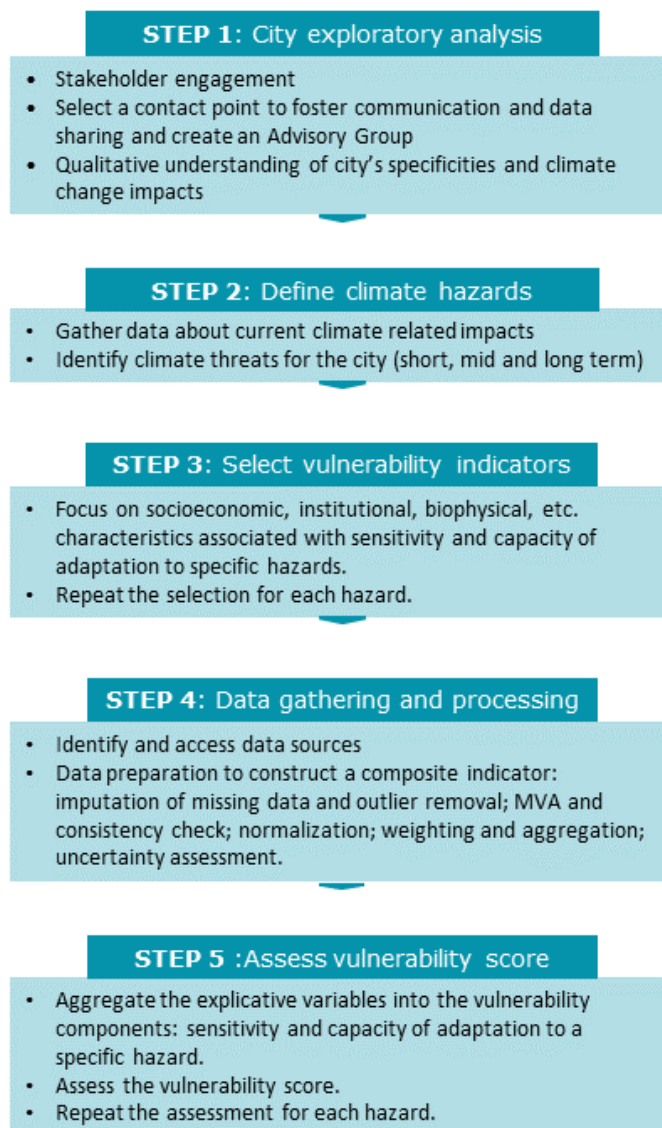 STEP 1: City exploratory analysis
• Stakeholder engagement
• Select a contact point to foster communication and data
sharing and create an Advisory Group
• Qualitative understanding of city's specificities and climate
change impacts
STEP 2: Define climate hazards
• Gather data about current climate related impacts
• Identify climate threats for the city (short, mid and long term)
STEP 3: Select vulnerability indicators
• Focus on socioeconomic, institutional, biophysical, etc.
characteristics associated with sensitivity and capacity of
adaptation to specific hazards.
• Repeat the selection for each hazard.
STEP 4: Data gathering and processing
• Identify and access data sources
• Data preparation to construct a composite indicator:
imputation of missing data and outlier removal; MVA and
consistency check; normalization; weighting and aggregation;
uncertainty assessment.
STEP 5 :Assess vulnerability score
• Aggregate the explicative variables into the vulnerability
components: sensitivity and capacity of adaptation to a
specific hazard.
• Assess the vulnerability score.
• Repeat the assessment for each hazard.